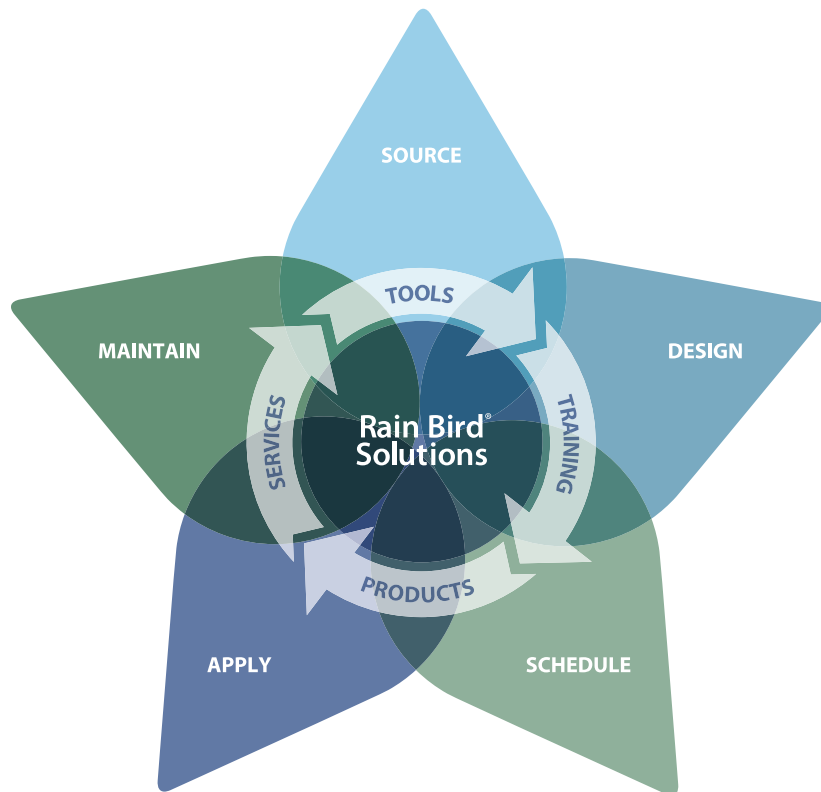 SOURCE
TOOLS
MAINTAIN
DESIGN
SERVICES
TRAINING
Rain Bird®
Solutions
PRODUCTS
APPLY
SCHEDULE